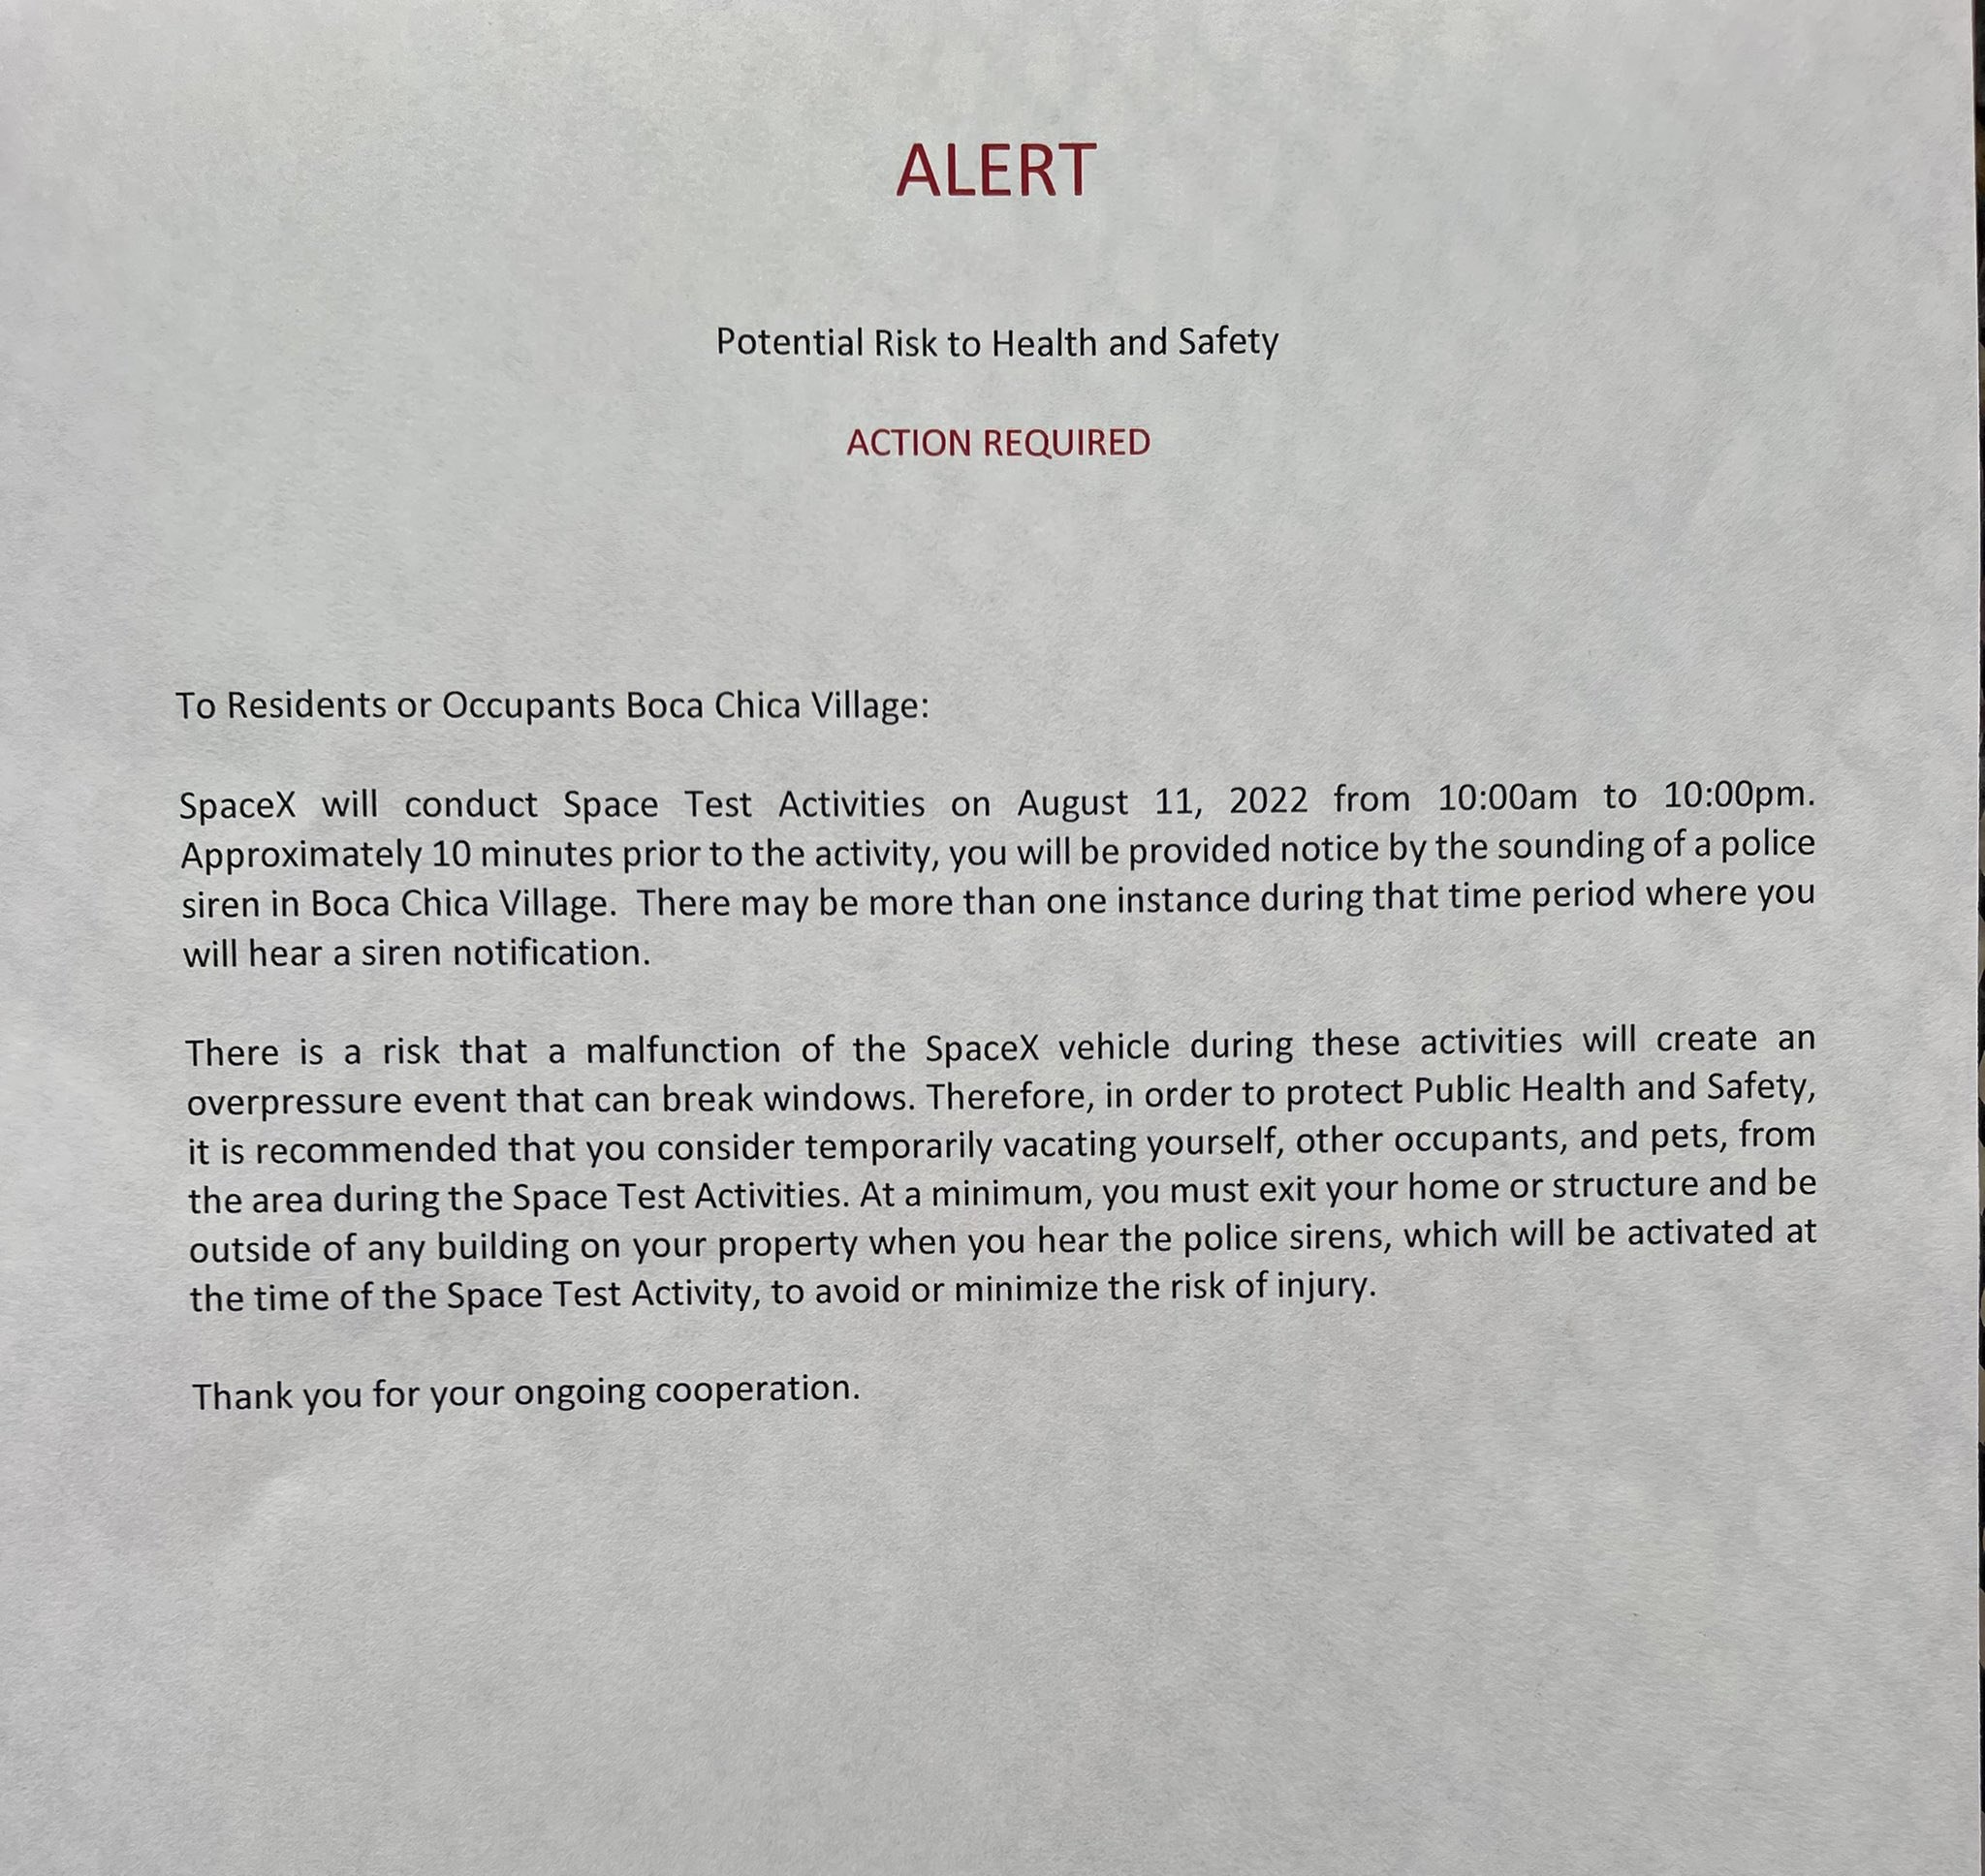 ALERT
Potential Risk to Health and Safety
ACTION REQUIRED
To Residents or Occupants Boca Chica Village:
SpaceX will conduct Space Test Activities on August 11, 2022 from 10:00am to 10:00pm.
Approximately 10 minutes prior to the activity, you will be provided notice by the sounding of a police
siren in Boca Chica Village.  There may be more than one instance during that time period where you
will hear a siren notification.
There is a risk that a malfunction of the SpaceX vehicle during these activities will create an
overpressure event that can break windows. Therefore, in order to protect Public Health and Safety,
it is recommended that you consider temporarily vacating yourself, other occupants, and pets, from
the area during the Space Test Activities. At a minimum, you must exit your home or structure and be
outside of any building on your property when you hear the police sirens, which will be activated at
the time of the Space Test Activity, to avoid or minimize the risk of injury.
Thank you for your ongoing cooperation.